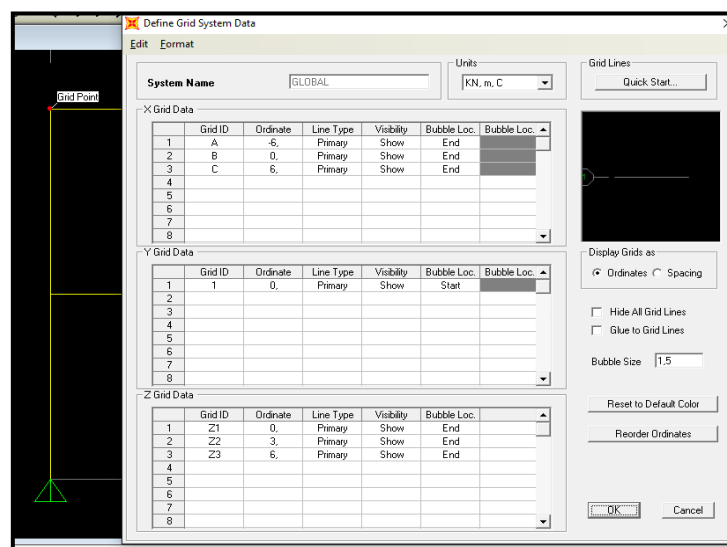 Define Grid System Data
Edit Format
System Name GLOBAL
Units
KN, m, C
Grid Lines
Quick Start...
Grid Point
X Grid Data
Grid ID Ordinate Line Type Visibility Bubble Loc. Bubble Loc.
1 A -6, Primary Show End
2 B 0, Primary Show End
3 C 6, Primary Show End
4
5
6
7
8
Y Grid Data
Grid ID Ordinate Line Type Visibility Bubble Loc. Bubble Loc.
1 1 0, Primary Show Start
2
3
4
5
6
7
8
Display Grids as
Ordinates Spacing
Hide All Grid Lines
Glue to Grid Lines
Bubble Size 1,5
Z Grid Data
Grid ID Ordinate Line Type Visibility Bubble Loc.
1 Z1 0, Primary Show End
2 Z2 3, Primary Show End
3 Z3 6, Primary Show End
4
5
6
7
8
Reset to Default Color
Reorder Ordinates
OK Cancel